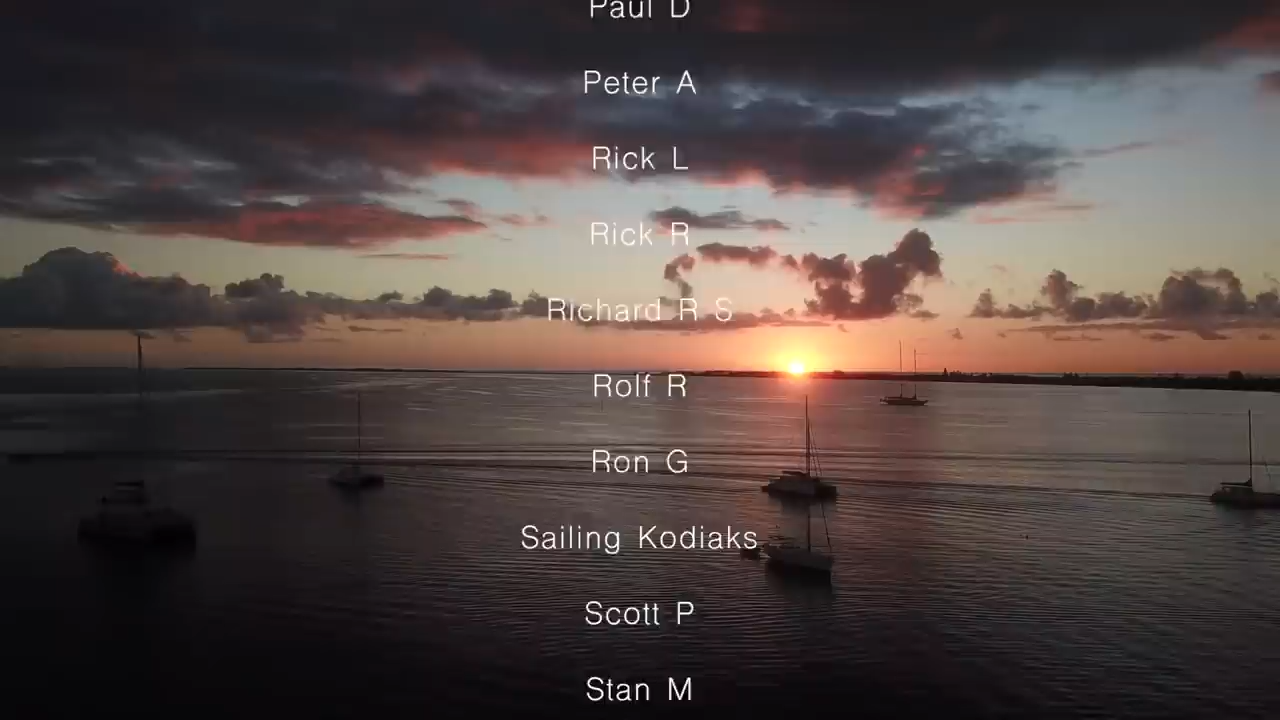 Paul D
Peter A
Rick L
Rick R
Richard R S
Rolf R
Ron G
Sailing Kodiaks
Scott P
Stan M